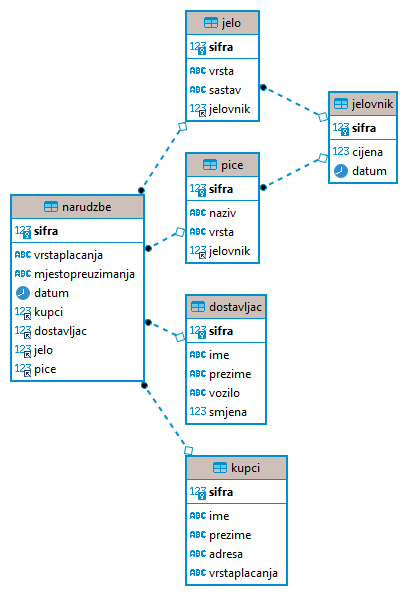 jelo
123 sifra
ABC vrsta
ABC sastav
123 jelovnik
jelovnik
123 sifra
123 cijena
datum
pice
123 sifra
ABC naziv
ABC vrsta
123 jelovnik
narudzbe
123 sifra
ABC vrstaplacanja
ABC mjestopreuzimanja
datum
123 kupci
123 dostavljac
123 jelo
123 pice
dostavljac
123 sifra
ABC ime
ABC prezime
ABC vozilo
123 smjena
kupci
123 sifra
ABC ime
ABC prezime
ABC adresa
ABC vrstaplacanja